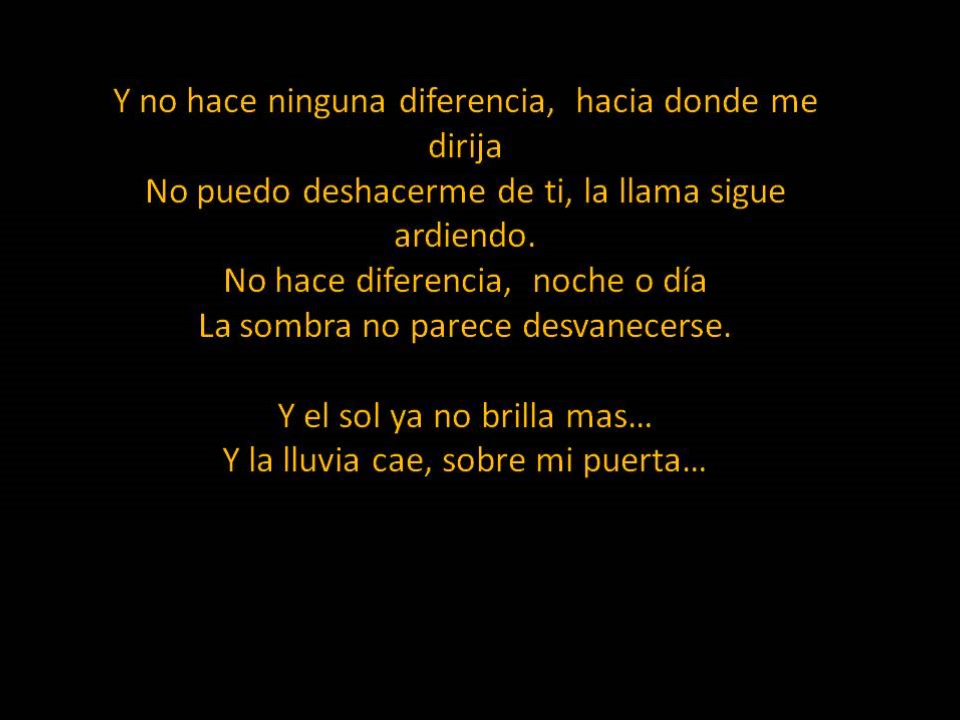 Y no hace ninguna diferencia, hacia donde me
dirija
No puedo deshacerme de ti, la llama sigue
ardiendo.
No hace diferencia, noche o día
La sombra no parece desvanecerse.
Y el sol ya no brilla mas...
Y la lluvia cae, sobre mi puerta...